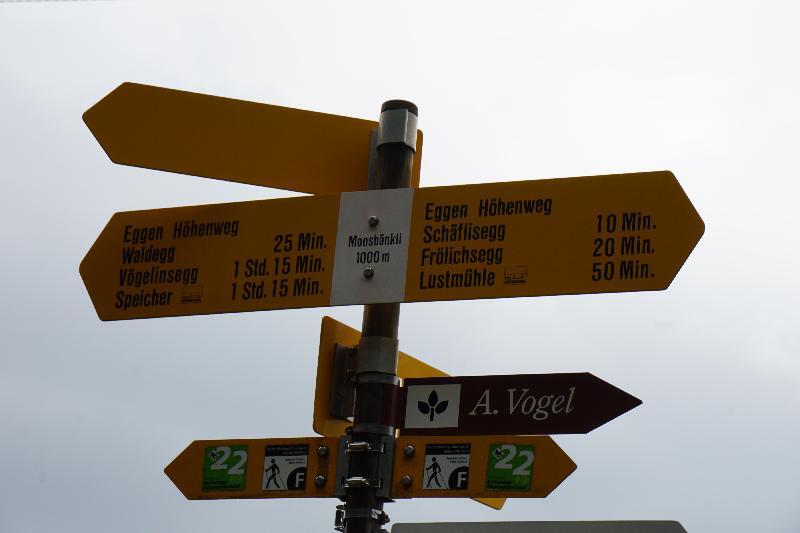 Eggen Höhenweg
Waldegg 25 Min.
Vögelinsegg 1 Std. 15 Min.
Speicher 1 Std. 15 Min.
Moosbänkli
1000 m
Eggen Höhenweg
Schäflisegg 10 Min.
Frölichsegg 20 Min.
Lustmühle 50 Min.
A. Vogel
22
F
F
22